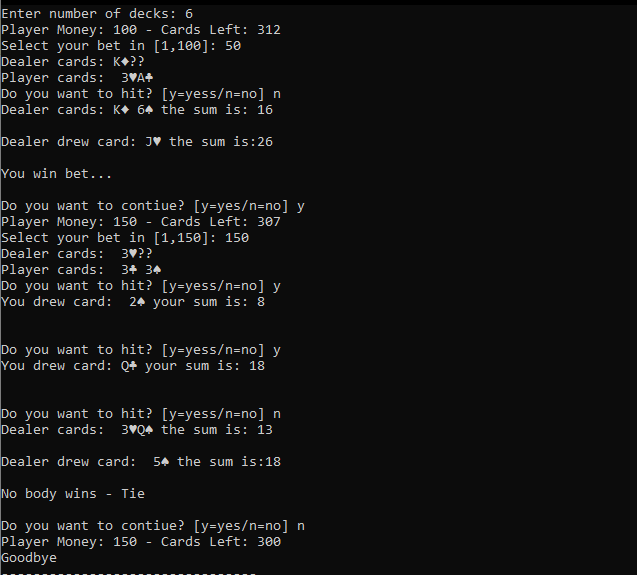 Enter number of decks: 6
Player Money: 100 - Cards Left: 312
Select your bet in [1,100]: 50
Dealer cards: K♦??
Player cards:  3♥A♣
Do you want to hit? [y=yess/n=no] n
Dealer cards: K♦ 6♠ the sum is: 16
Dealer drew card: J♥ the sum is:26
You win bet...
Do you want to contiue? [y=yes/n=no] y
Player Money: 150 - Cards Left: 307
Select your bet in [1,150]: 150
Dealer cards:  3♥??
Player cards:  3♣ 3♠
Do you want to hit? [y=yess/n=no] y
You drew card:  2♠ your sum is: 8
Do you want to hit? [y=yess/n=no] y
You drew card: Q♣ your sum is: 18
Do you want to hit? [y=yess/n=no] n
Dealer cards:  3♥Q♠ the sum is: 13
Dealer drew card:  5♠ the sum is:18
No body wins - Tie
Do you want to contiue? [y=yes/n=no] n
Player Money: 150 - Cards Left: 300
Goodbye
--------------------------------